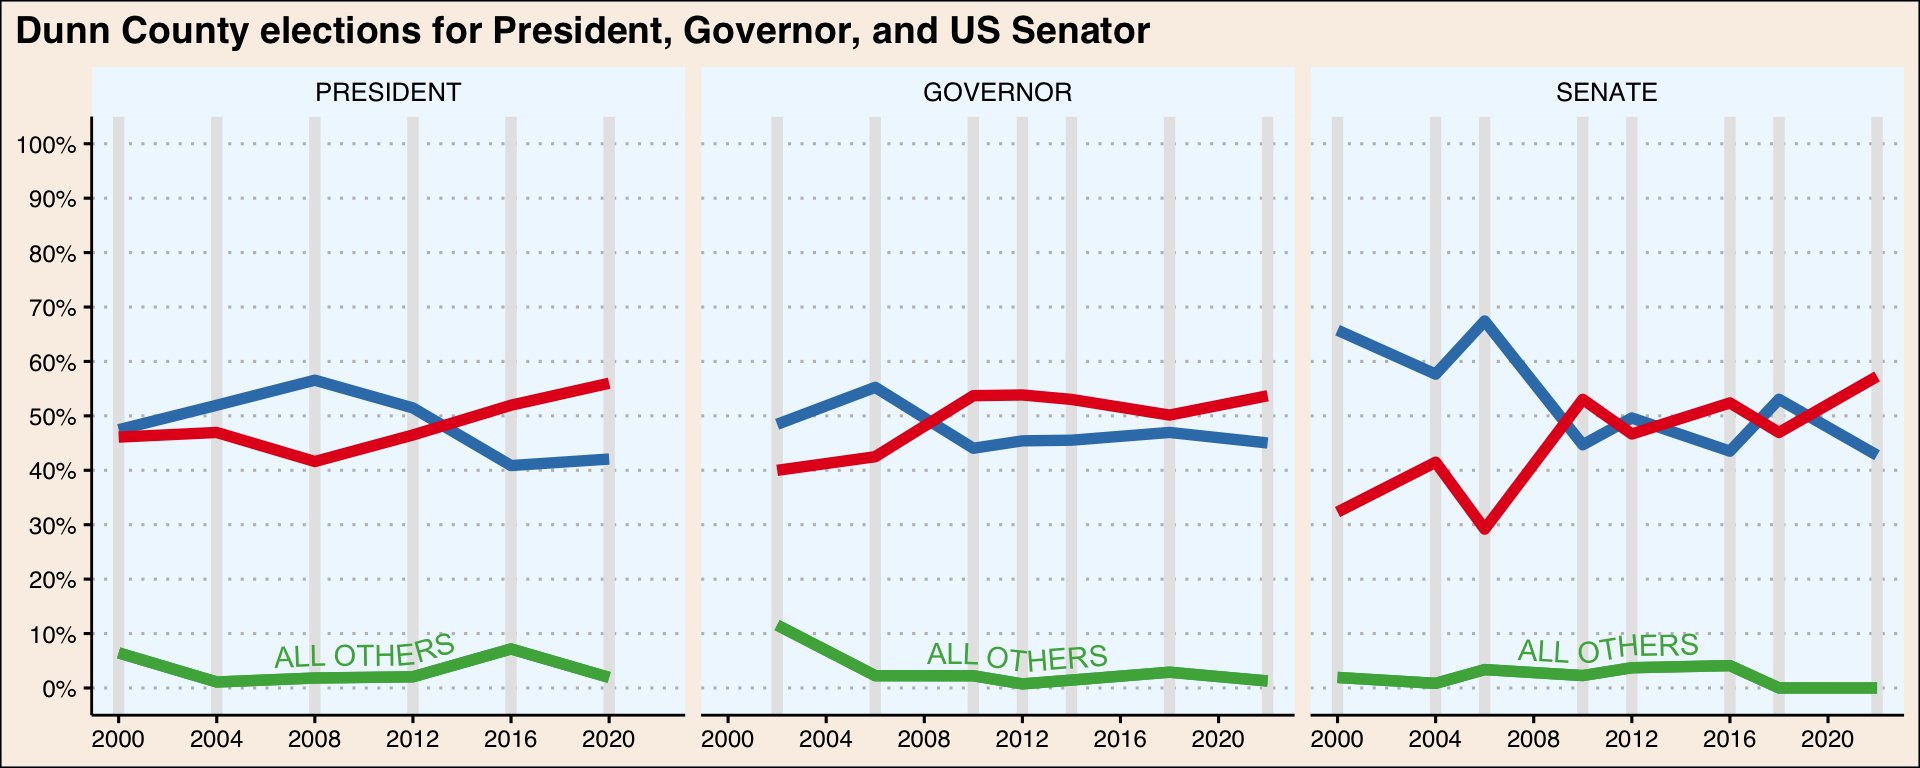 Dunn County elections for President, Governor, and US Senator
PRESIDENT
GOVERNOR
SENATE
100%
90%
80%
70%
60%
50%
40%
30%
20%
10%
0%
ALL OTHERS
ALL OTHERS
ALL OTHERS
2000 2004 2008 2012 2016 2020
2000 2004 2008 2012 2016 2020
2000 2004 2008 2012 2016 2020